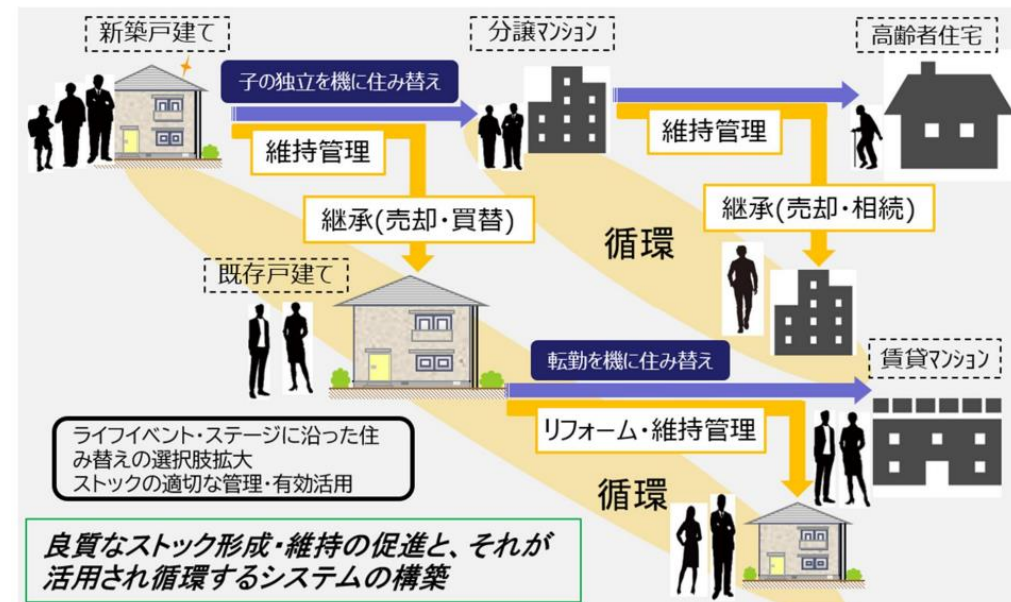 新築戸建て
分譲マンション
高齢者住宅
子の独立を機に住み替え
維持管理
維持管理
継承(売却・買替)
継承(売却・相続)
循環
既存戸建て
転勤を機に住み替え
賃貸マンション
リフォーム・維持管理
ライフイベント・ステージに沿った住
み替えの選択肢拡大
ストックの適切な管理・有効活用
循環
良質なストック形成・維持の促進と、それが
活用され循環するシステムの構築